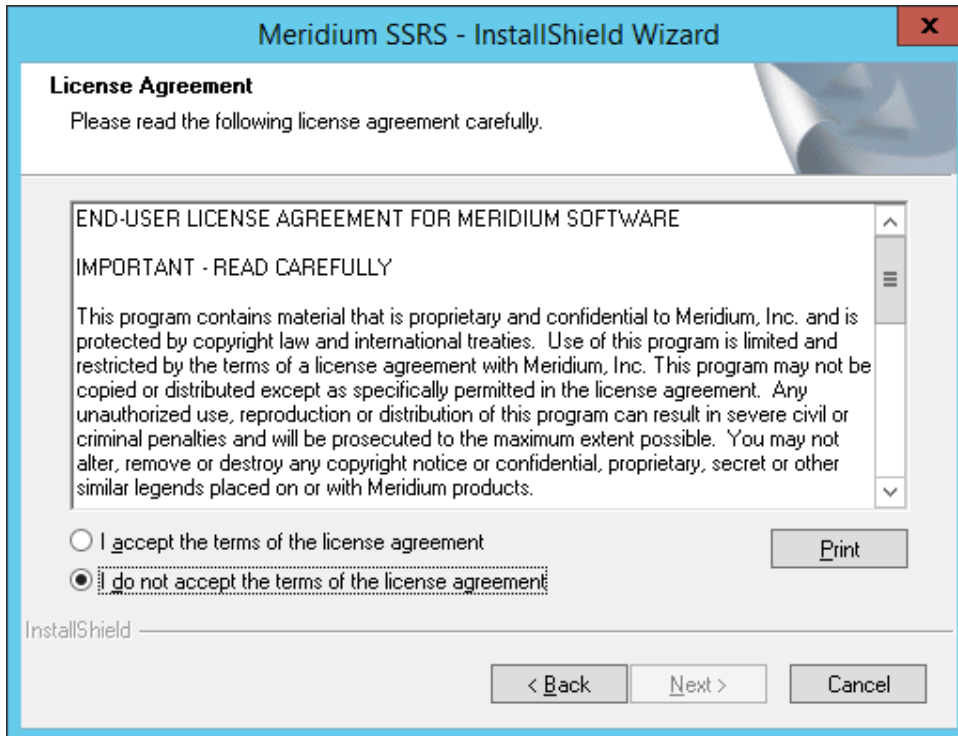 Meridium SSRS - InstallShield Wizard
x
License Agreement
Please read the following license agreement carefully.
END-USER LICENSE AGREEMENT FOR MERIDIUM SOFTWARE
IMPORTANT - READ CAREFULLY
This program contains material that is proprietary and confidential to Meridium, Inc. and is
protected by copyright law and international treaties.  Use of this program is limited and
restricted by the terms of a license agreement with Meridium, Inc. This program may not be
copied or distributed except as specifically permitted in the license agreement.  Any
unauthorized use, reproduction or distribution of this program can result in severe civil or
criminal penalties and will be prosecuted to the maximum extent possible.  You may not
alter, remove or destroy any copyright notice or confidential, proprietary, secret or other
similar legends placed on or with Meridium products.
I accept the terms of the license agreement
Print
I do not accept the terms of the license agreement
InstallShield
< Back
Next >
Cancel